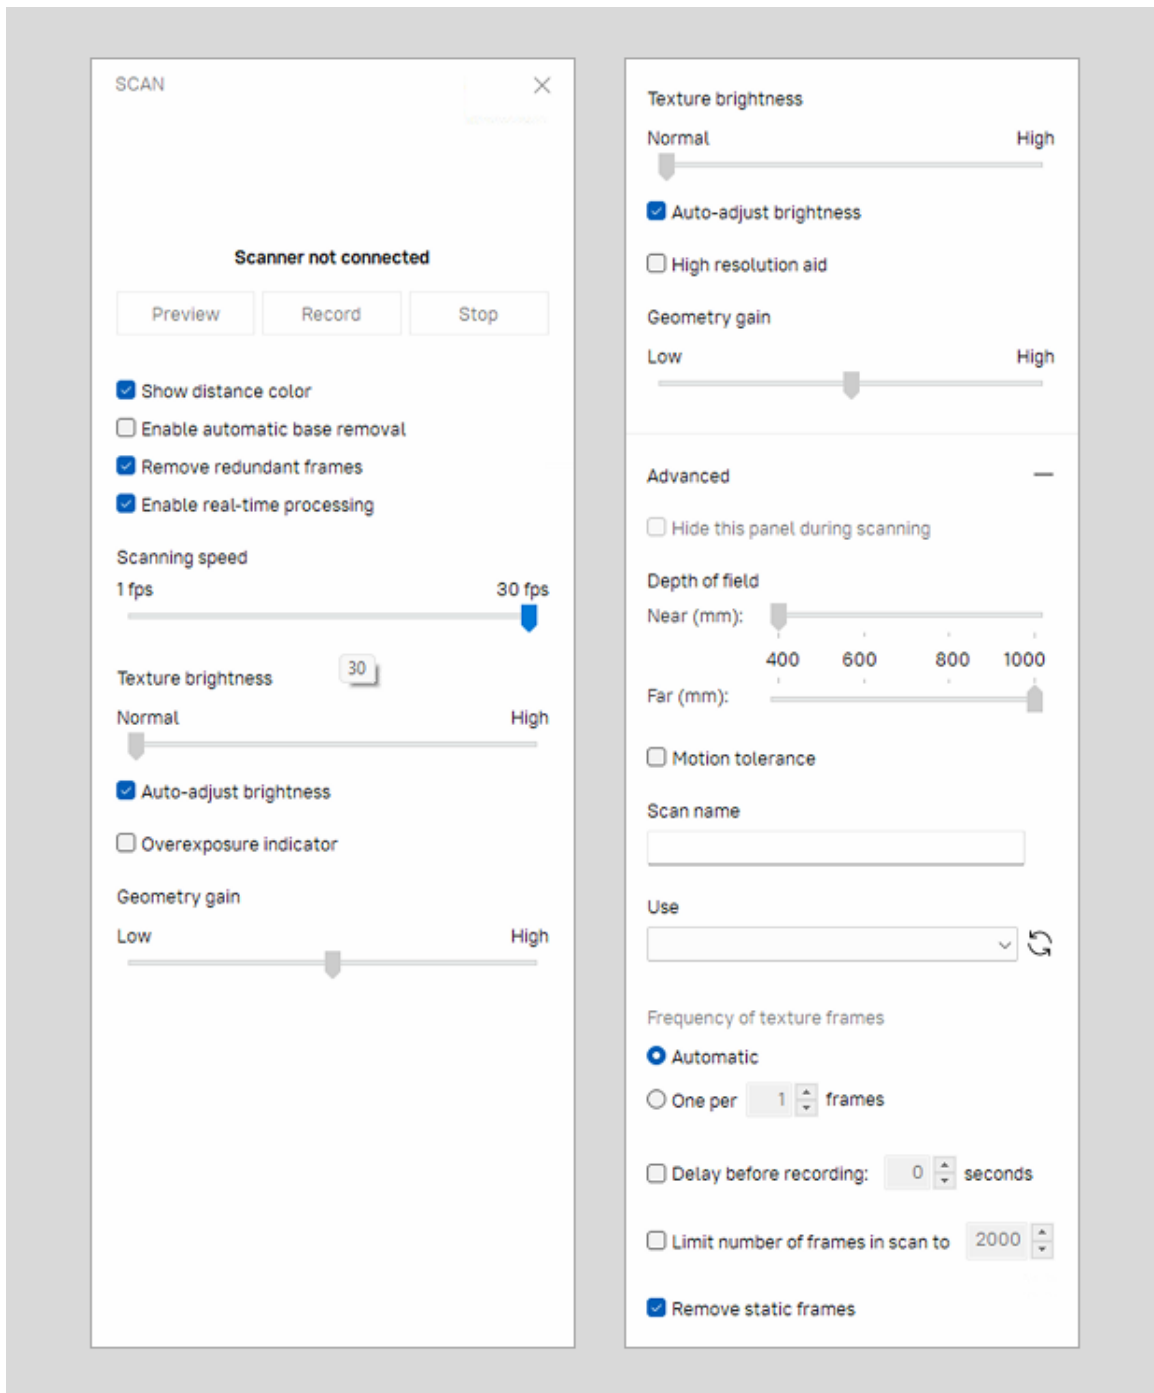 SCAN
Scanner not connected
Preview Record Stop
Show distance color
Enable automatic base removal
Remove redundant frames
Enable real-time processing
Scanning speed
1 fps 30 fps
30
Texture brightness
Normal High
Auto-adjust brightness
Overexposure indicator
Geometry gain
Low High
Texture brightness
Normal High
Auto-adjust brightness
High resolution aid
Geometry gain
Low High
Advanced
Hide this panel during scanning
Depth of field
Near (mm):
400 600 800 1000
Far (mm):
Motion tolerance
Scan name
Use
Frequency of texture frames
Automatic
One per 1 frames
Delay before recording: 0 seconds
Limit number of frames in scan to 2000
Remove static frames